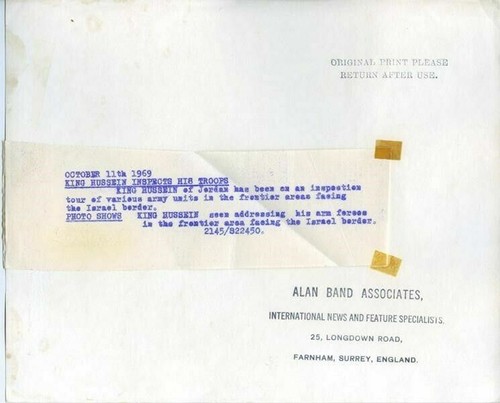 ORIGINAL PRINT PLEASE
RETURN AFTER USE.
OCTOBER 11th 1969
KING HUSSEIN INSPECTS HIS TROOPS
KING HUSSEIN of Jordan has been on an inspection
tour of various army units in the frontier areas facing
the Israel border.
PHOTO SHOWS KING HUSSEIN seen addressing his arm forces
in the frontier area facing the Israel border.
2145/822450.
ALAN BAND ASSOCIATES,
INTERNATIONAL NEWS AND FEATURE SPECIALISTS.
25, LONGDOWN ROAD,
FARNHAM, SURREY, ENGLAND.